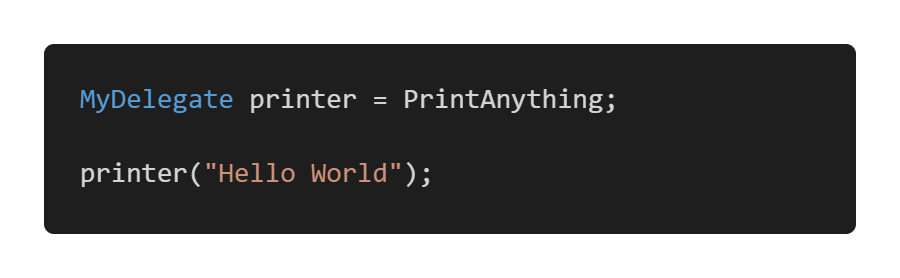 MyDelegate printer = PrintAnything;
printer("Hello World");